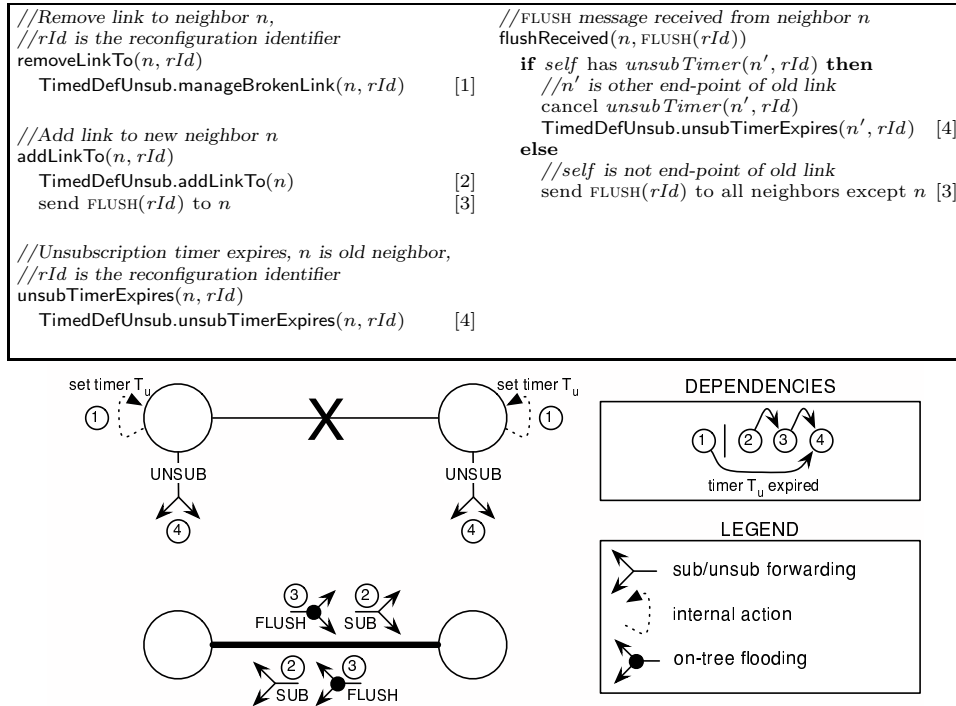 //Remove link to neighbor n,
//rId is the reconfiguration identifier
removeLinkTo(n, rId)
TimedDefUnsub.manageBrokenLink(n, rId) [1]
//Add link to new neighbor n
addLinkTo(n, rId)
TimedDefUnsub.addLinkTo(n) [2]
send FLUSH(rId) to n [3]
//Unsubscription timer expires, n is old neighbor,
//rId is the reconfiguration identifier
unsubTimerExpires(n, rId)
TimedDefUnsub.unsubTimerExpires(n, rId) [4]
//FLUSH message received from neighbor n
flushReceived(n, FLUSH(rId))
if self has unsubTimer(n′, rId) then
//n′ is other end-point of old link
cancel unsubTimer(n′, rId)
TimedDefUnsub.unsubTimerExpires(n′, rId) [4]
else
//self is not end-point of old link
send FLUSH(rId) to all neighbors except n [3]
set timer Tu
1
X
set timer Tu
1
UNSUB
4
UNSUB
4
3
FLUSH
2
SUB
2
SUB
3
FLUSH
DEPENDENCIES
1 | 2 3 4
timer Tu expired
LEGEND
sub/unsub forwarding
internal action
on-tree flooding